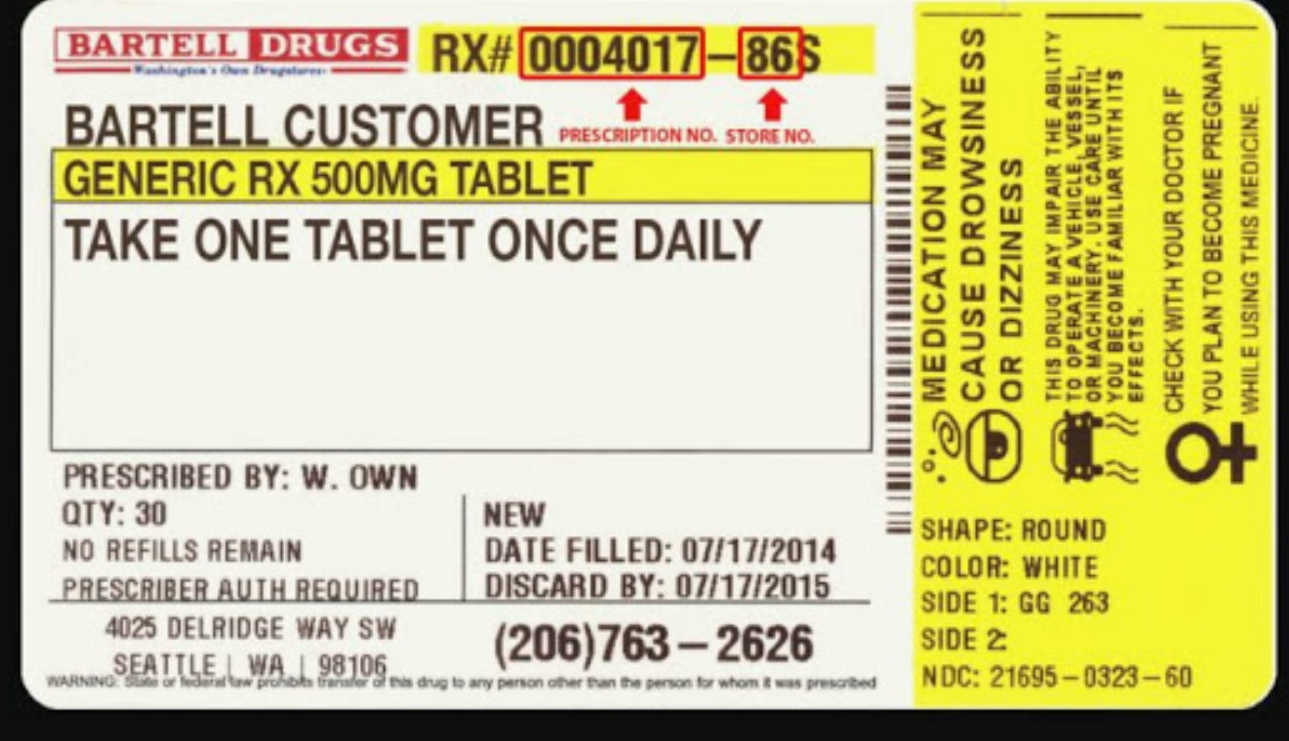 BARTELL DRUGS
Washington's Own Drugstores
RX# 0004017-86S
PRESCRIPTION NO. STORE NO.
BARTELL CUSTOMER
GENERIC RX 500MG TABLET
TAKE ONE TABLET ONCE DAILY
PRESCRIBED BY: W. OWN
QTY: 30
NO REFILLS REMAIN
PRESCRIBER AUTH REQUIRED
NEW
DATE FILLED: 07/17/2014
DISCARD BY: 07/17/2015
4025 DELRIDGE WAY SW
SEATTLE | WA | 98106
(206)763-2626
WARNING: State or federal law prohibits transfer of this drug to any person other than the person for whom it was prescribed
MEDICATION MAY
CAUSE DROWSINESS
OR DIZZINESS
THIS DRUG MAY IMPAIR THE ABILITY
TO OPERATE A VEHICLE, VESSEL,
OR MACHINERY. USE CARE UNTIL
YOU BECOME FAMILIAR WITH ITS
EFFECTS.
CHECK WITH YOUR DOCTOR IF
YOU PLAN TO BECOME PREGNANT
WHILE USING THIS MEDICINE.
SHAPE: ROUND
COLOR: WHITE
SIDE 1: GG 263
SIDE 2:
NDC: 21695-0323-60